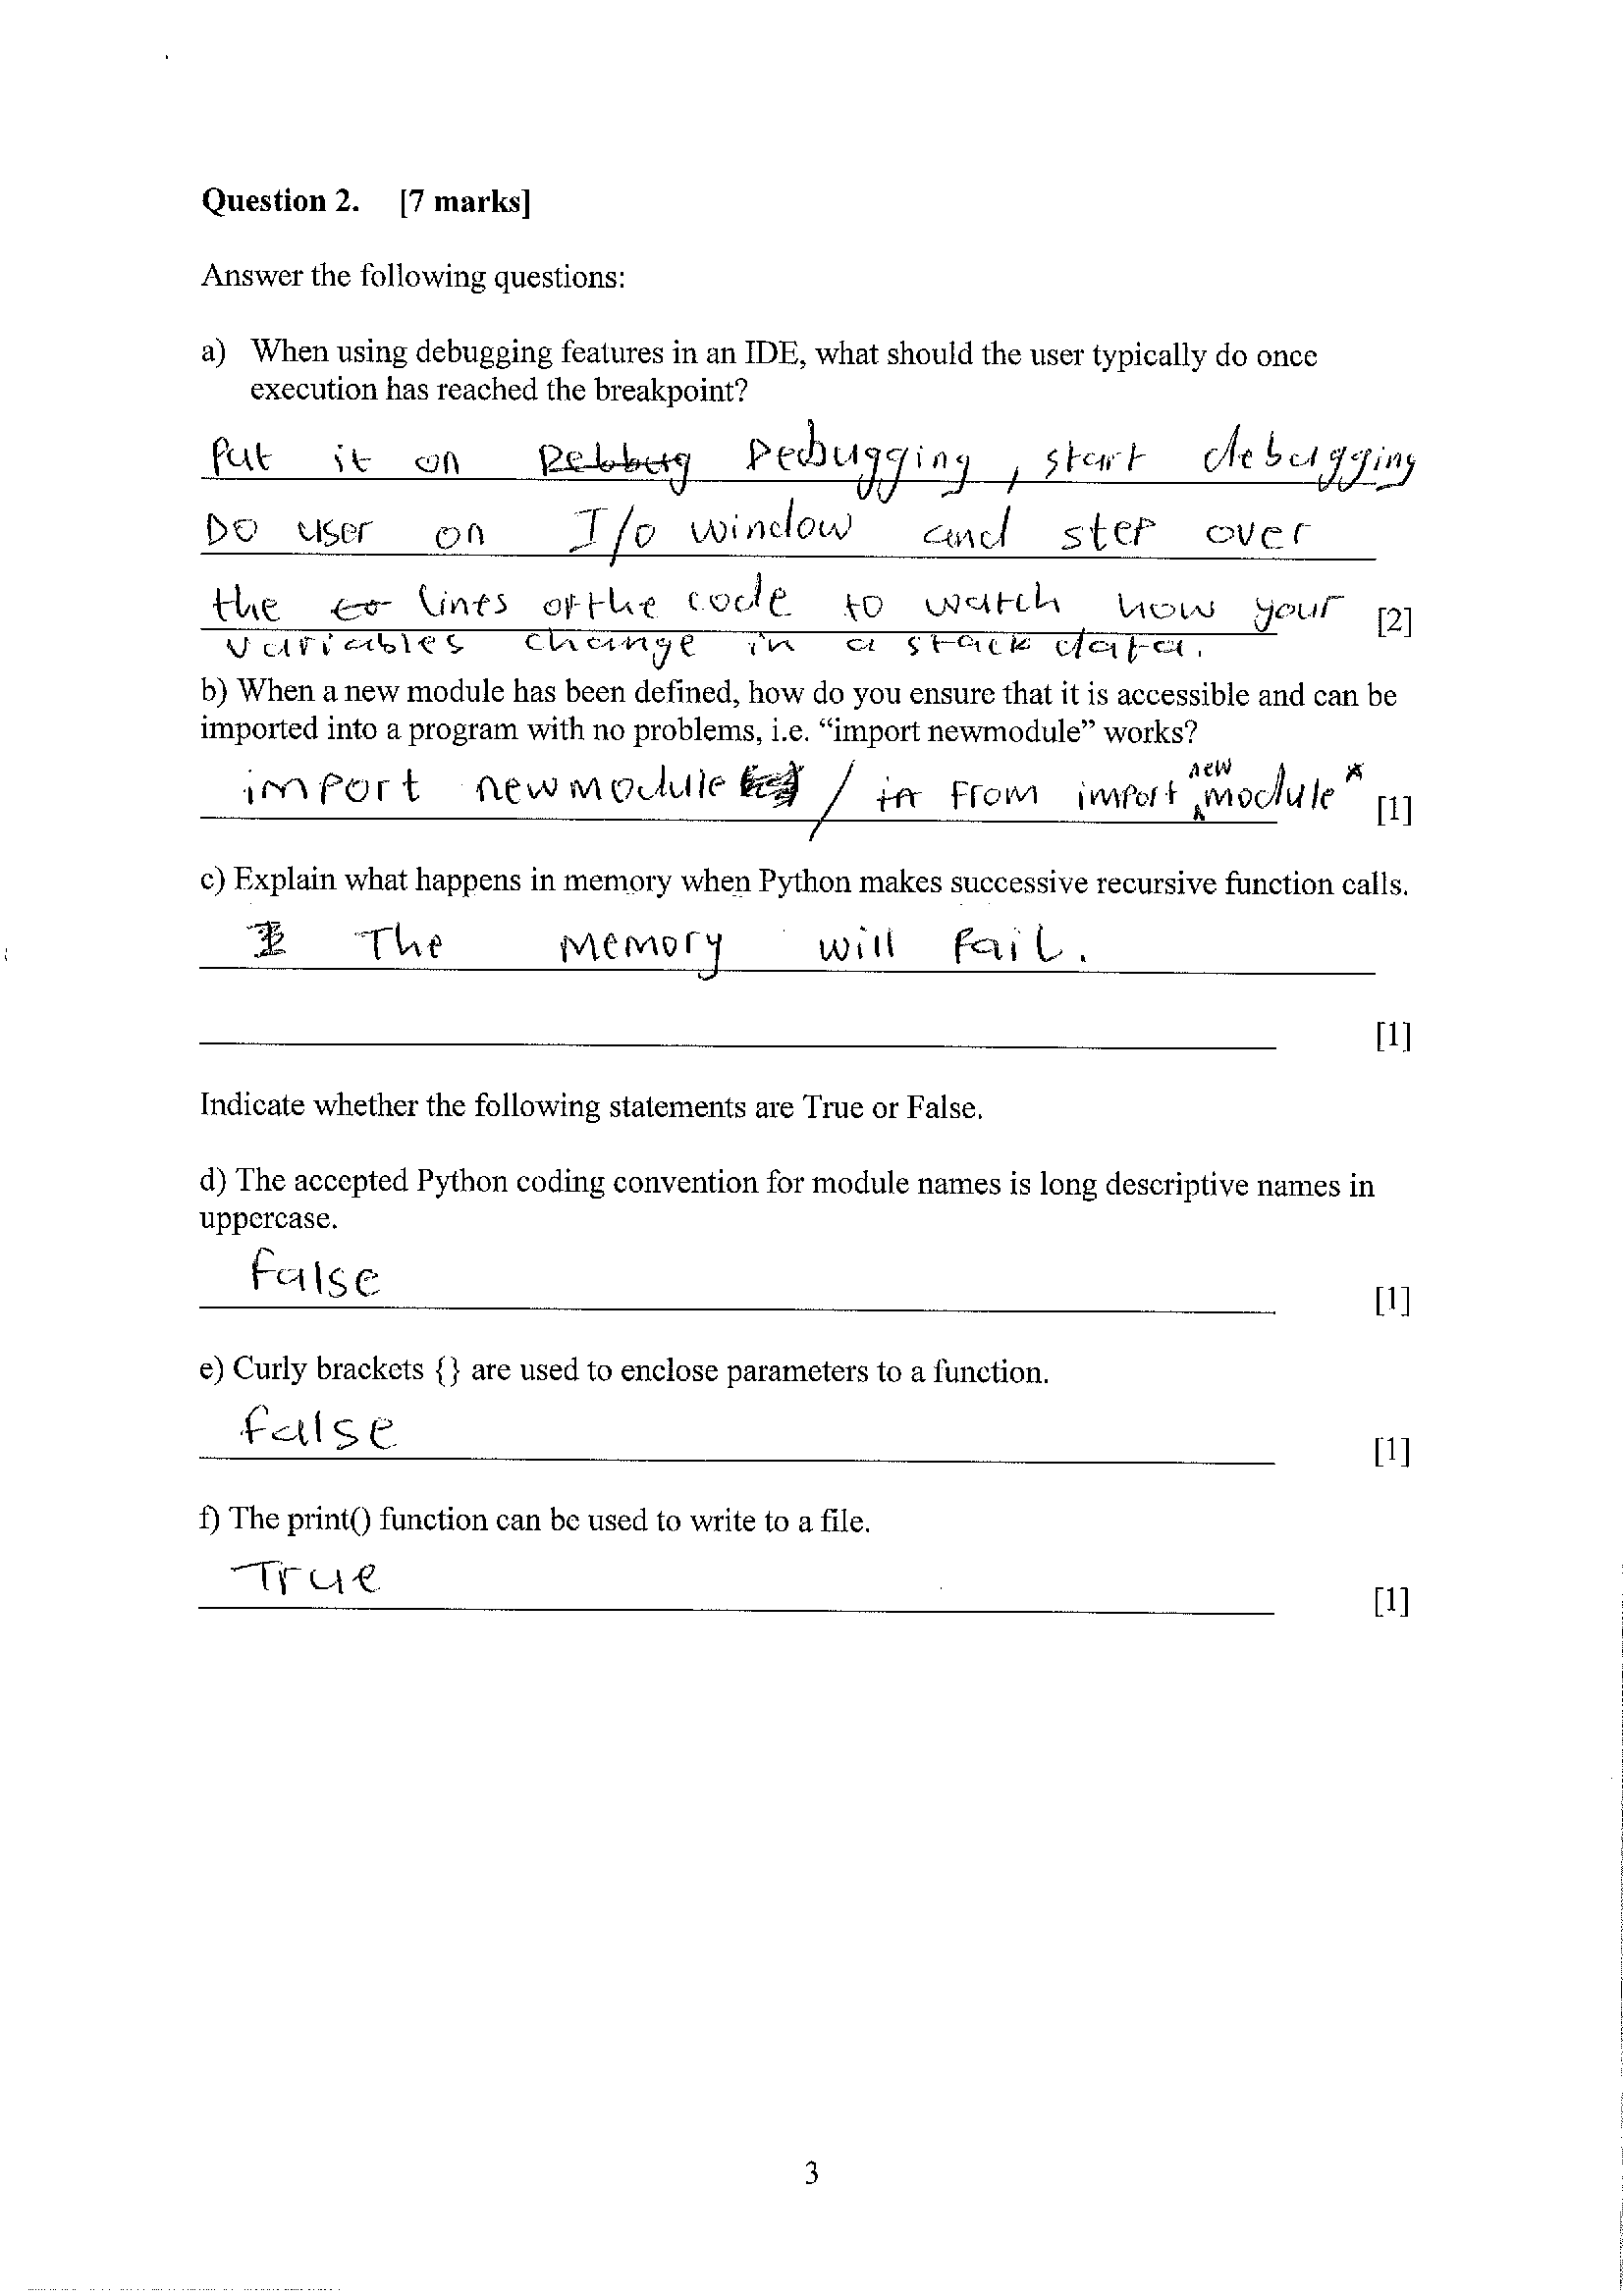 Question 2. [7 marks]
Answer the following questions:
a) When using debugging features in an IDE, what should the user typically do once
execution has reached the breakpoint?
Put it on Debugging, start debugging
Do user on I/o window and step over
the lines of the code to watch how your [2]
variables change in a stack data.
b) When a new module has been defined, how do you ensure that it is accessible and can be
imported into a program with no problems, i.e. “import newmodule” works?
import newmodule / in from import new module * [1]
c) Explain what happens in memory when Python makes successive recursive function calls.
The memory will fail.
[1]
Indicate whether the following statements are True or False.
d) The accepted Python coding convention for module names is long descriptive names in
uppercase.
False
[1]
e) Curly brackets {} are used to enclose parameters to a function.
False
[1]
f) The print() function can be used to write to a file.
True
[1]
3